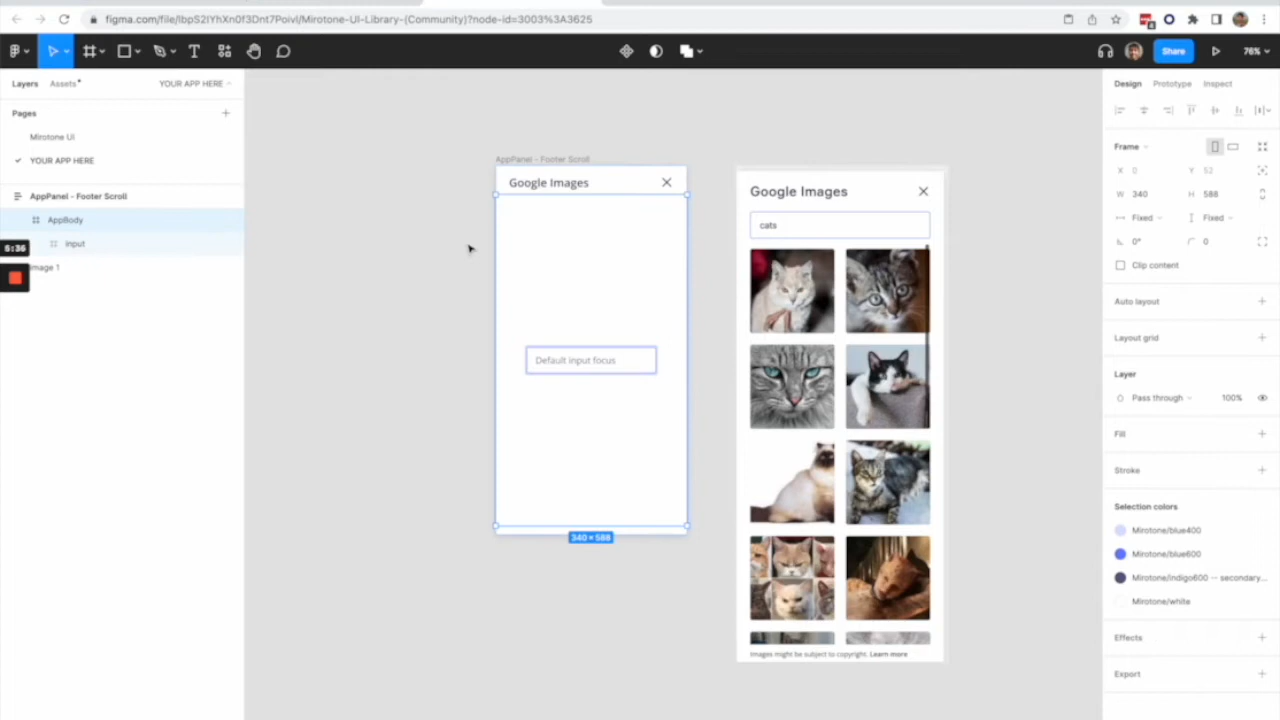 figma.com/file/lbpS2IYhXn0f3Dnt7Poivl/Mirotone-UI-Library-(Community)?node-id=3003%3A3625
Share
76%
Layers
Assets
YOUR APP HERE
Pages
Mirotone UI
YOUR APP HERE
AppPanel - Footer Scroll
AppBody
input
5:36
Image 1
AppPanel - Footer Scroll
Google Images
Default input focus
340 × 588
Google Images
cats
Images might be subject to copyright. Learn more
Design
Prototype
Inspect
Frame
X 0
Y 52
W 340
H 588
Fixed
Fixed
0°
0
Clip content
Auto layout
Layout grid
Layer
Pass through
100%
Fill
Stroke
Selection colors
Mirotone/blue400
Mirotone/blue600
Mirotone/indigo600 -- secondary...
Mirotone/white
Effects
Export